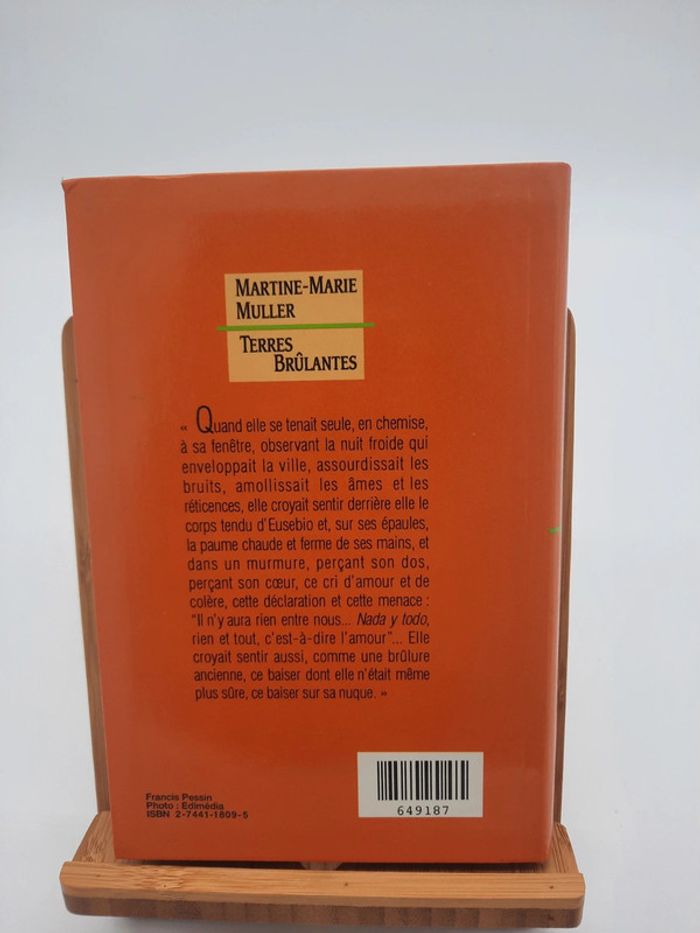 MARTINE-MARIE
MULLER
TERRES
BRÛLANTES
« Quand elle se tenait seule, en chemise,
à sa fenêtre, observant la nuit froide qui
enveloppait la ville, assourdissait les
bruits, amollissait les âmes et les
réticences, elle croyait sentir derrière elle le
corps tendu d'Eusebio et, sur ses épaules,
la paume chaude et ferme de ses mains, et
dans un murmure, perçant son dos,
perçant son cœur, ce cri d'amour et de
colère, cette déclaration et cette menace :
"Il n'y aura rien entre nous... Nada y todo,
rien et tout, c'est-à-dire l'amour"... Elle
croyait sentir aussi, comme une brûlure
ancienne, ce baiser dont elle n'était même
plus sûre, ce baiser sur sa nuque. »
649187
Francis Pessin
Photo : Edimédia
ISBN 2-7441-1809-5